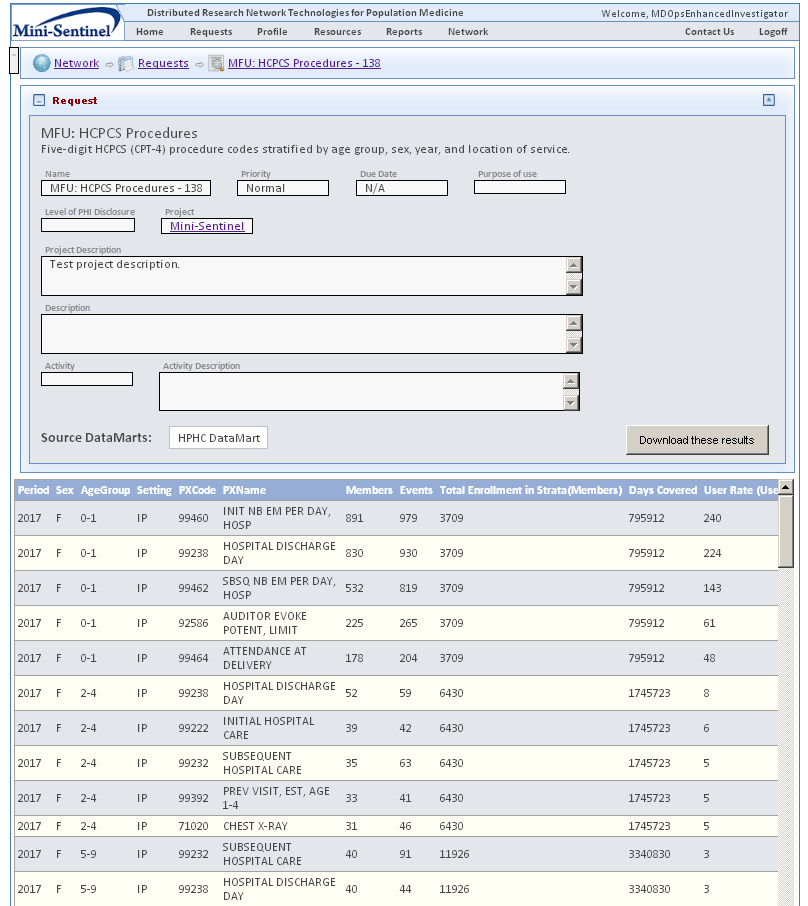 Mini-Sentinel
Distributed Research Network Technologies for Population Medicine
Welcome, MDOpsEnhancedInvestigator
Home Requests Profile Resources Reports Network Contact Us Logoff
Network Requests MFU: HCPCS Procedures - 138
Request
MFU: HCPCS Procedures
Five-digit HCPCS (CPT-4) procedure codes stratified by age group, sex, year, and location of service.
Name Priority Due Date Purpose of use
MFU: HCPCS Procedures - 138 Normal N/A
Level of PHI Disclosure Project
Mini-Sentinel
Project Description
Test project description.
Description
Activity Activity Description
Source DataMarts: HPHC DataMart Download these results
Period Sex AgeGroup Setting PXCode PXName Members Events Total Enrollment in Strata(Members) Days Covered User Rate (Use
2017 F 0-1 IP 99460 INIT NB EM PER DAY, HOSP 891 979 3709 795912 240
2017 F 0-1 IP 99238 HOSPITAL DISCHARGE DAY 830 930 3709 795912 224
2017 F 0-1 IP 99462 SBSQ NB EM PER DAY, HOSP 532 819 3709 795912 143
2017 F 0-1 IP 92586 AUDITOR EVOKE POTENT, LIMIT 225 265 3709 795912 61
2017 F 0-1 IP 99464 ATTENDANCE AT DELIVERY 178 204 3709 795912 48
2017 F 2-4 IP 99238 HOSPITAL DISCHARGE DAY 52 59 6430 1745723 8
2017 F 2-4 IP 99222 INITIAL HOSPITAL CARE 39 42 6430 1745723 6
2017 F 2-4 IP 99232 SUBSEQUENT HOSPITAL CARE 35 63 6430 1745723 5
2017 F 2-4 IP 99392 PREV VISIT, EST, AGE 1-4 33 41 6430 1745723 5
2017 F 2-4 IP 71020 CHEST X-RAY 31 46 6430 1745723 5
2017 F 5-9 IP 99232 SUBSEQUENT HOSPITAL CARE 40 91 11926 3340830 3
2017 F 5-9 IP 99238 HOSPITAL DISCHARGE DAY 40 44 11926 3340830 3